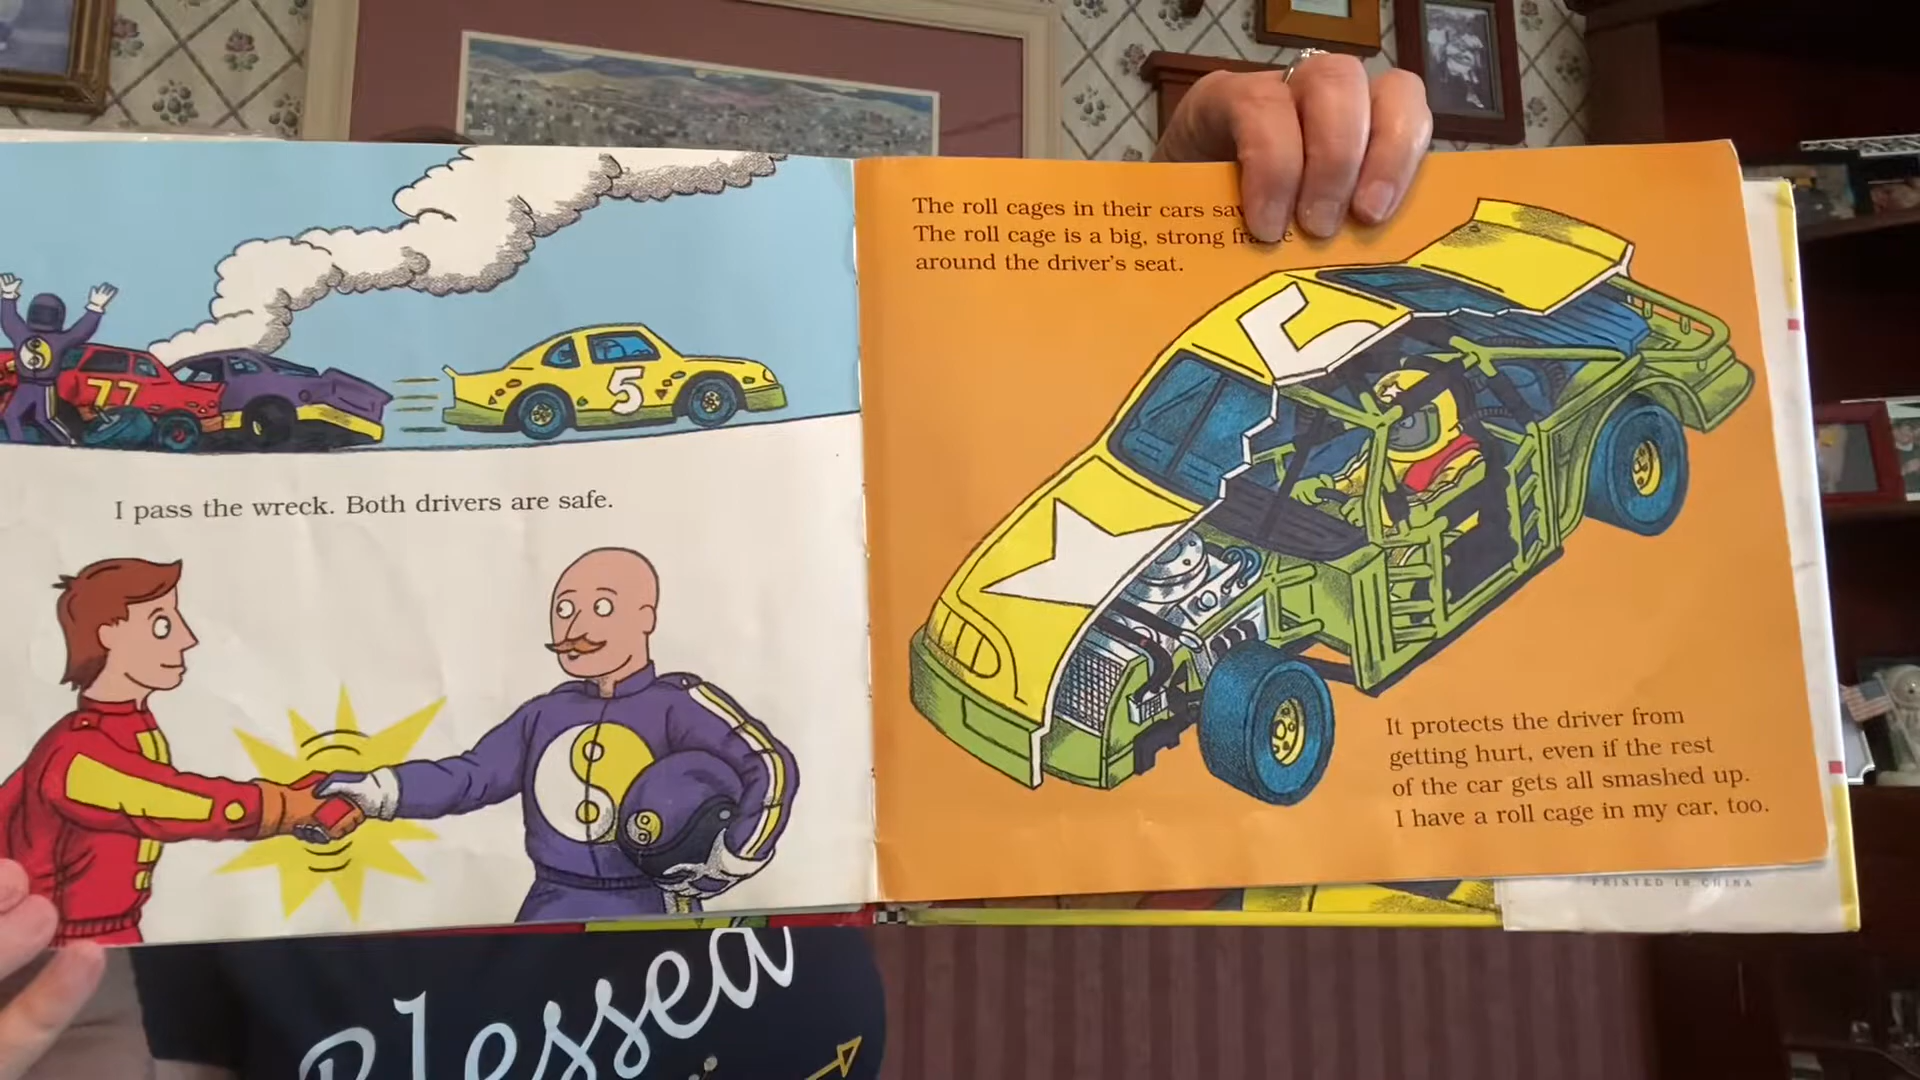 77
5
I pass the wreck. Both drivers are safe.
The roll cages in their cars
The roll cage is a big, strong
around the driver's seat.
It protects the driver from
getting hurt, even if the rest
of the car gets all smashed up.
I have a roll cage in my car, too.
PRINTED IN CHINA
Blessed